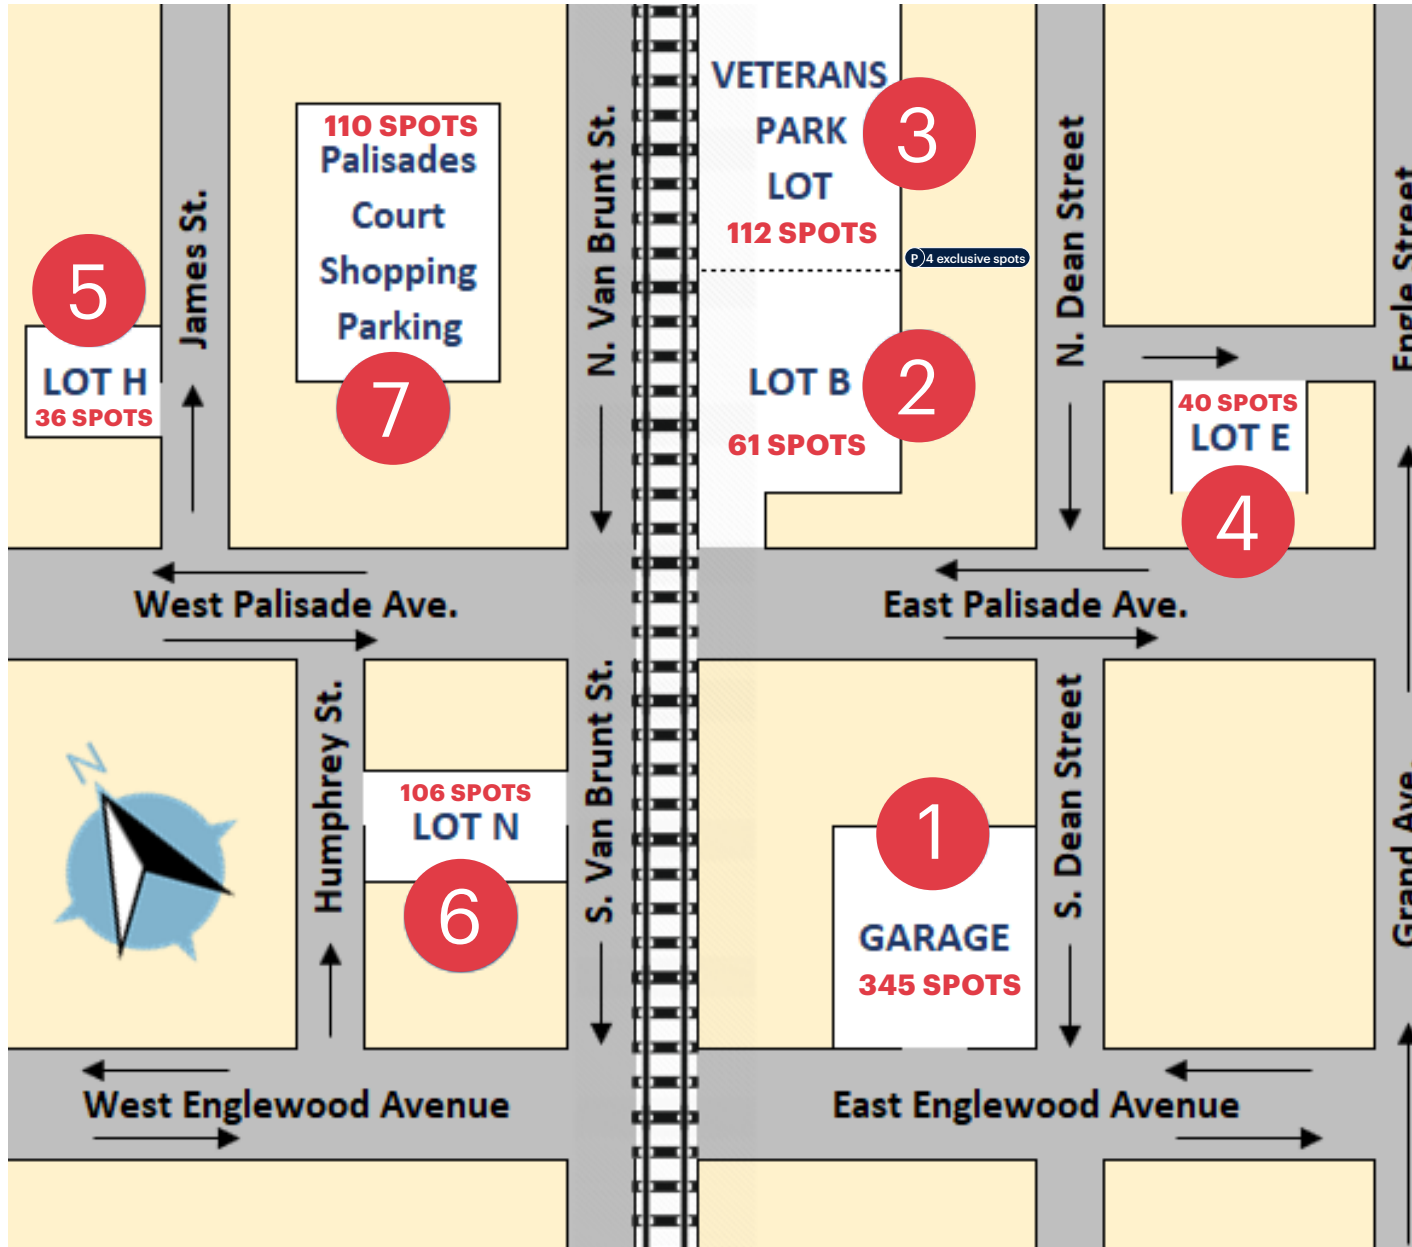 110 SPOTS
Palisades
Court
Shopping
Parking
7
5
LOT H
36 SPOTS
James St.
N. Van Brunt St.
VETERANS
PARK
LOT
112 SPOTS
3
P 4 exclusive spots
LOT B
61 SPOTS
2
N. Dean Street
Engle Street
40 SPOTS
LOT E
4
West Palisade Ave.
East Palisade Ave.
N
Humphrey St.
106 SPOTS
LOT N
6
S. Van Brunt St.
1
GARAGE
345 SPOTS
S. Dean Street
Grand Ave.
West Englewood Avenue
East Englewood Avenue